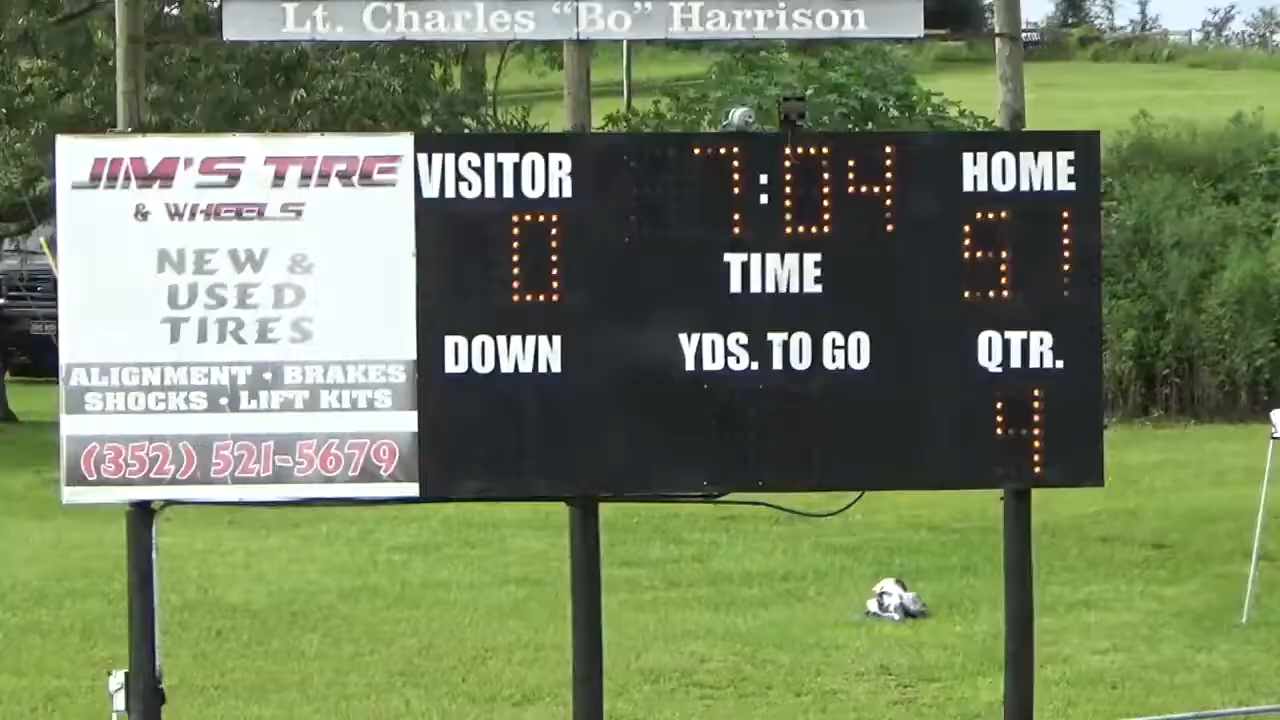 Lt. Charles "Bo" Harrison
JIM'S TIRE
& WHEELS
NEW &
USED
TIRES
ALIGNMENT • BRAKES
SHOCKS • LIFT KITS
(352) 521-5679
VISITOR
0
7:04
TIME
HOME
51
DOWN
YDS. TO GO
QTR.
4